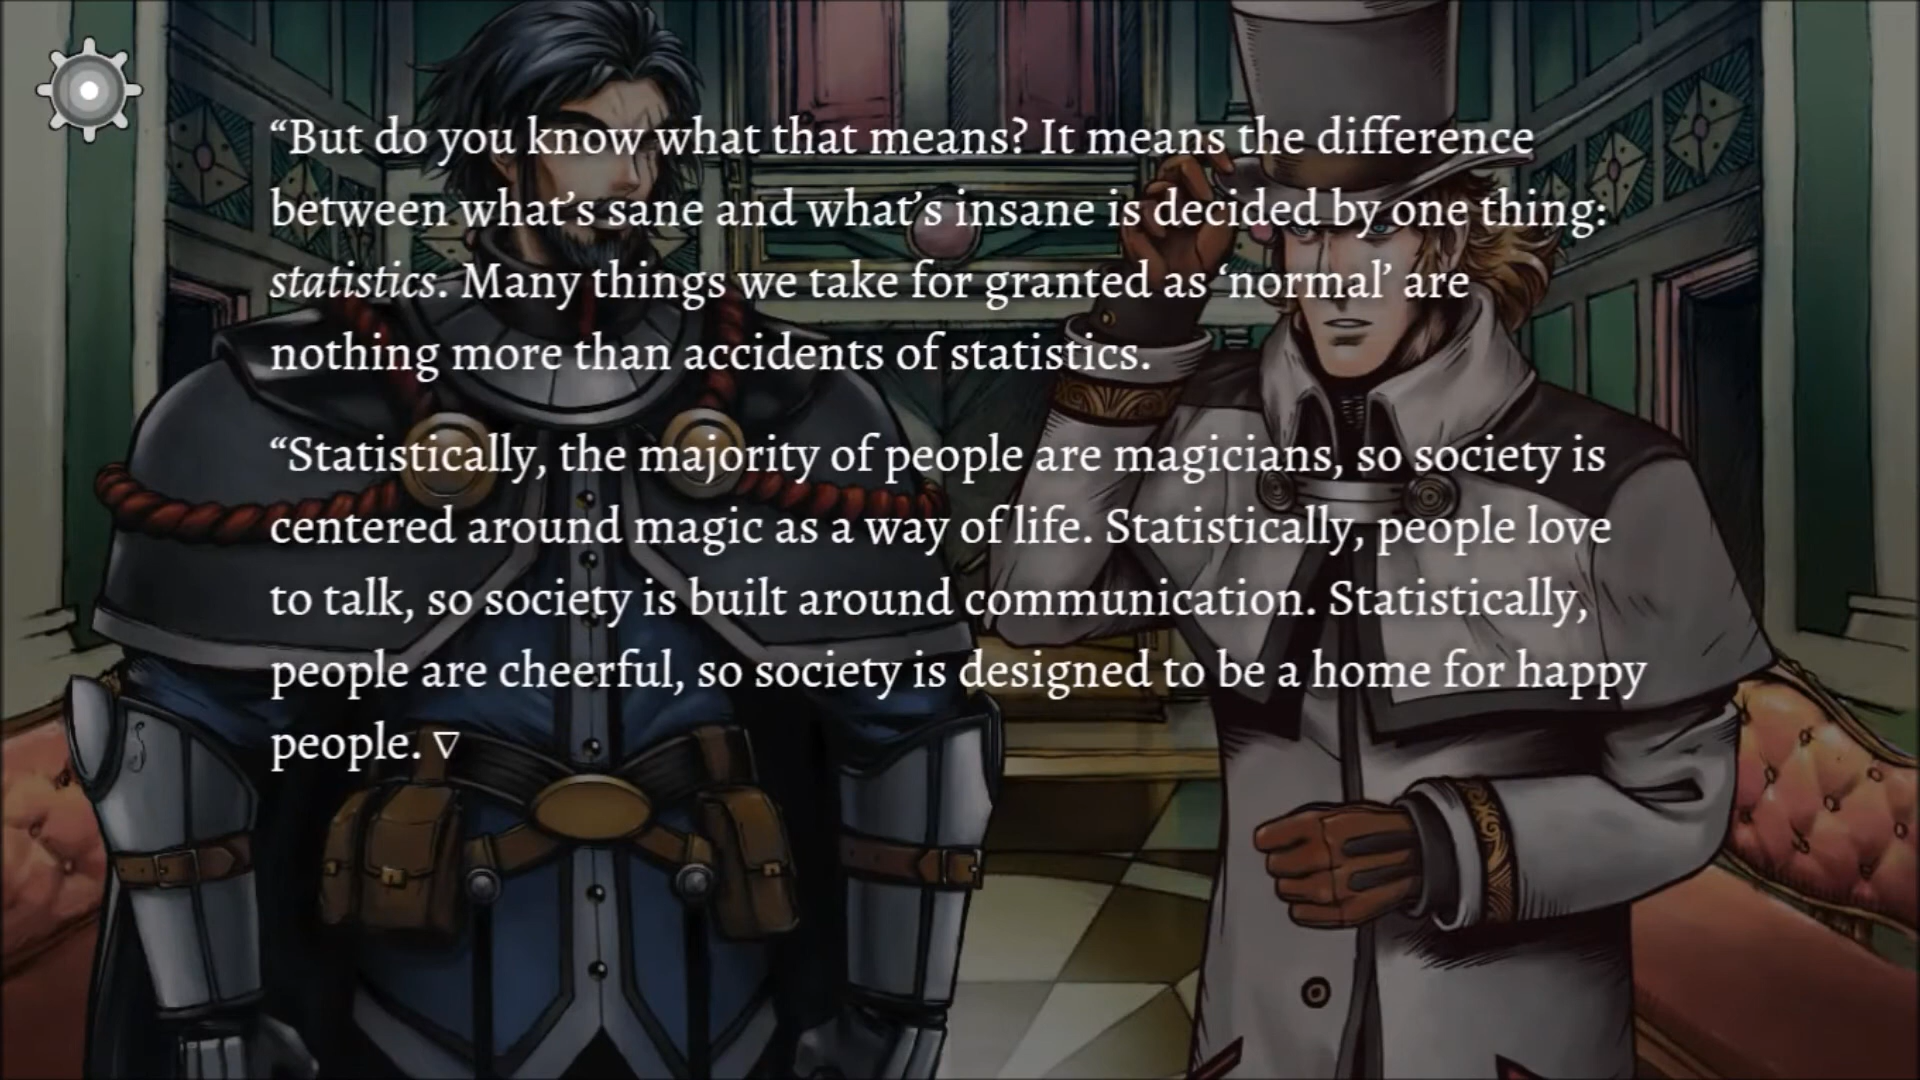 “But do you know what that means? It means the difference
between what’s sane and what’s insane is decided by one thing:
statistics. Many things we take for granted as ‘normal’ are
nothing more than accidents of statistics.
“Statistically, the majority of people are magicians, so society is
centered around magic as a way of life. Statistically, people love
to talk, so society is built around communication. Statistically,
people are cheerful, so society is designed to be a home for happy
people. ▽